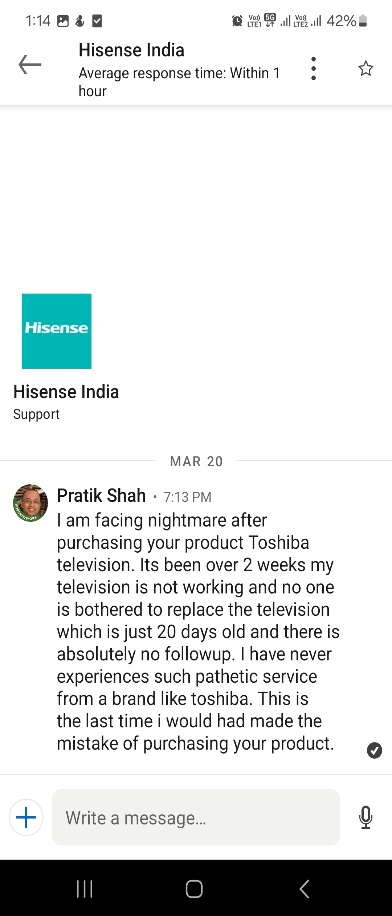 1:14 42%
Hisense India
Average response time: Within 1
hour
Hisense
Hisense India
Support
MAR 20
Pratik Shah • 7:13 PM
I am facing nightmare after
purchasing your product Toshiba
television. Its been over 2 weeks my
television is not working and no one
is bothered to replace the television
which is just 20 days old and there is
absolutely no followup. I have never
experiences such pathetic service
from a brand like toshiba. This is
the last time i would had made the
mistake of purchasing your product.
Write a message...